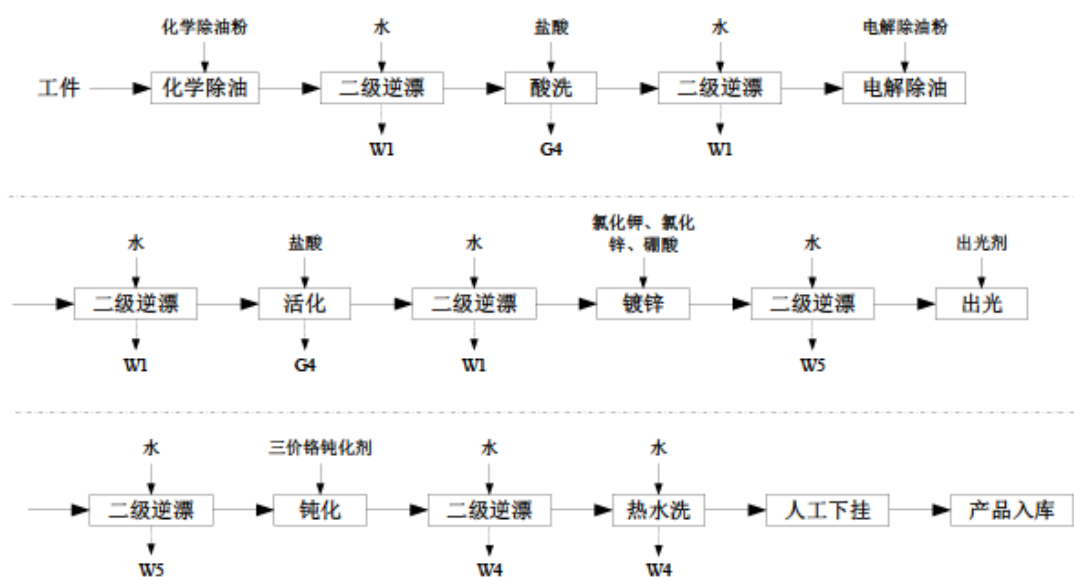 化学除油粉
水
盐酸
水
电解除油粉
工件
化学除油
二级逆漂
酸洗
二级逆漂
电解除油
W1
G4
W1
水
盐酸
水
氯化钾、氯化
锌、硼酸
水
出光剂
二级逆漂
活化
二级逆漂
镀锌
二级逆漂
出光
W1
G4
W1
W5
水
三价铬钝化剂
水
水
二级逆漂
钝化
二级逆漂
热水洗
人工下挂
产品入库
W5
W4
W4